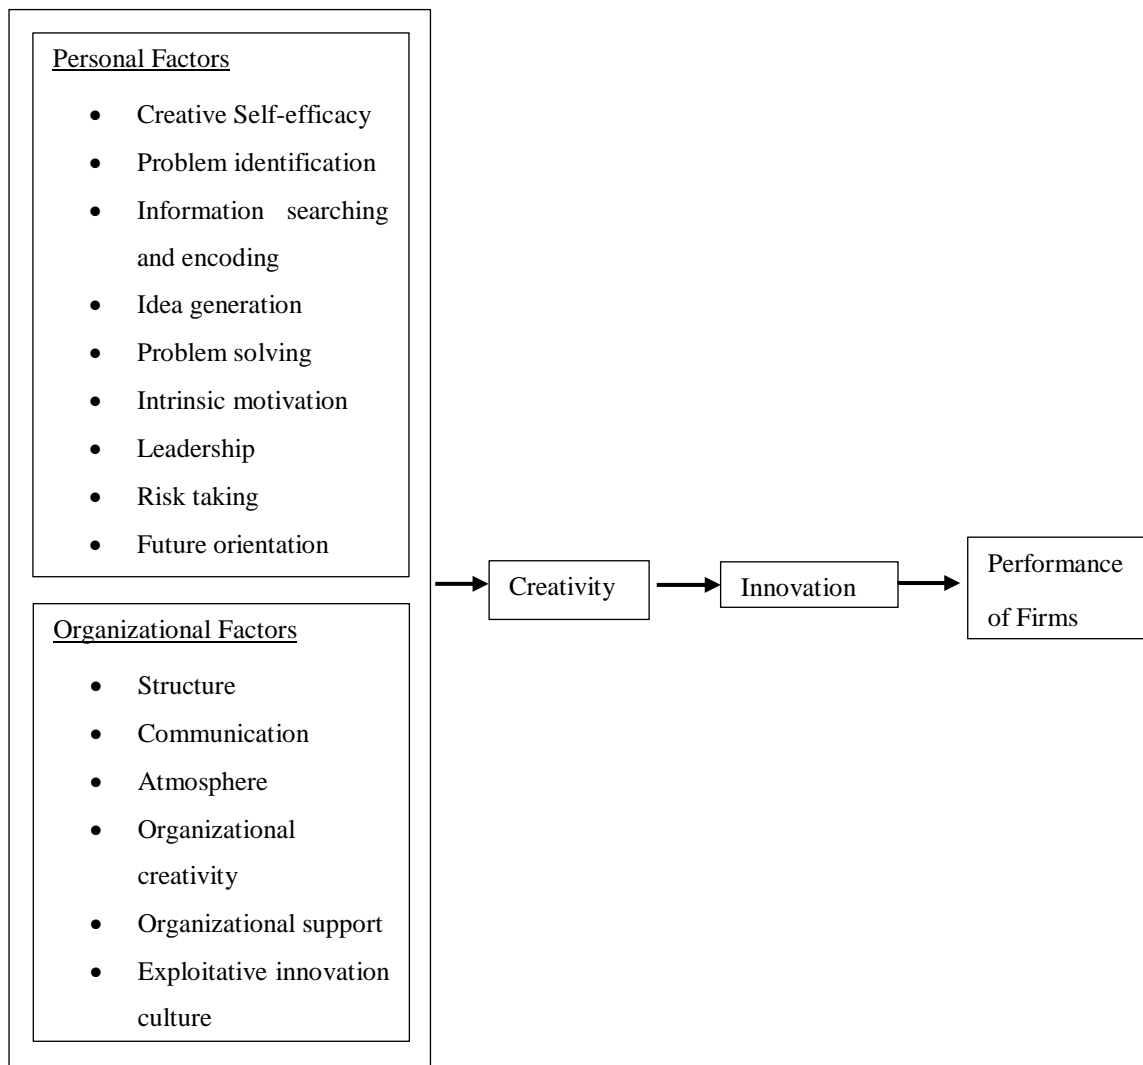 Personal Factors
• Creative Self-efficacy
• Problem identification
• Information searching
and encoding
• Idea generation
• Problem solving
• Intrinsic motivation
• Leadership
• Risk taking
• Future orientation
Organizational Factors
• Structure
• Communication
• Atmosphere
• Organizational
creativity
• Organizational support
• Exploitative innovation
culture
Creativity
Innovation
Performance
of Firms